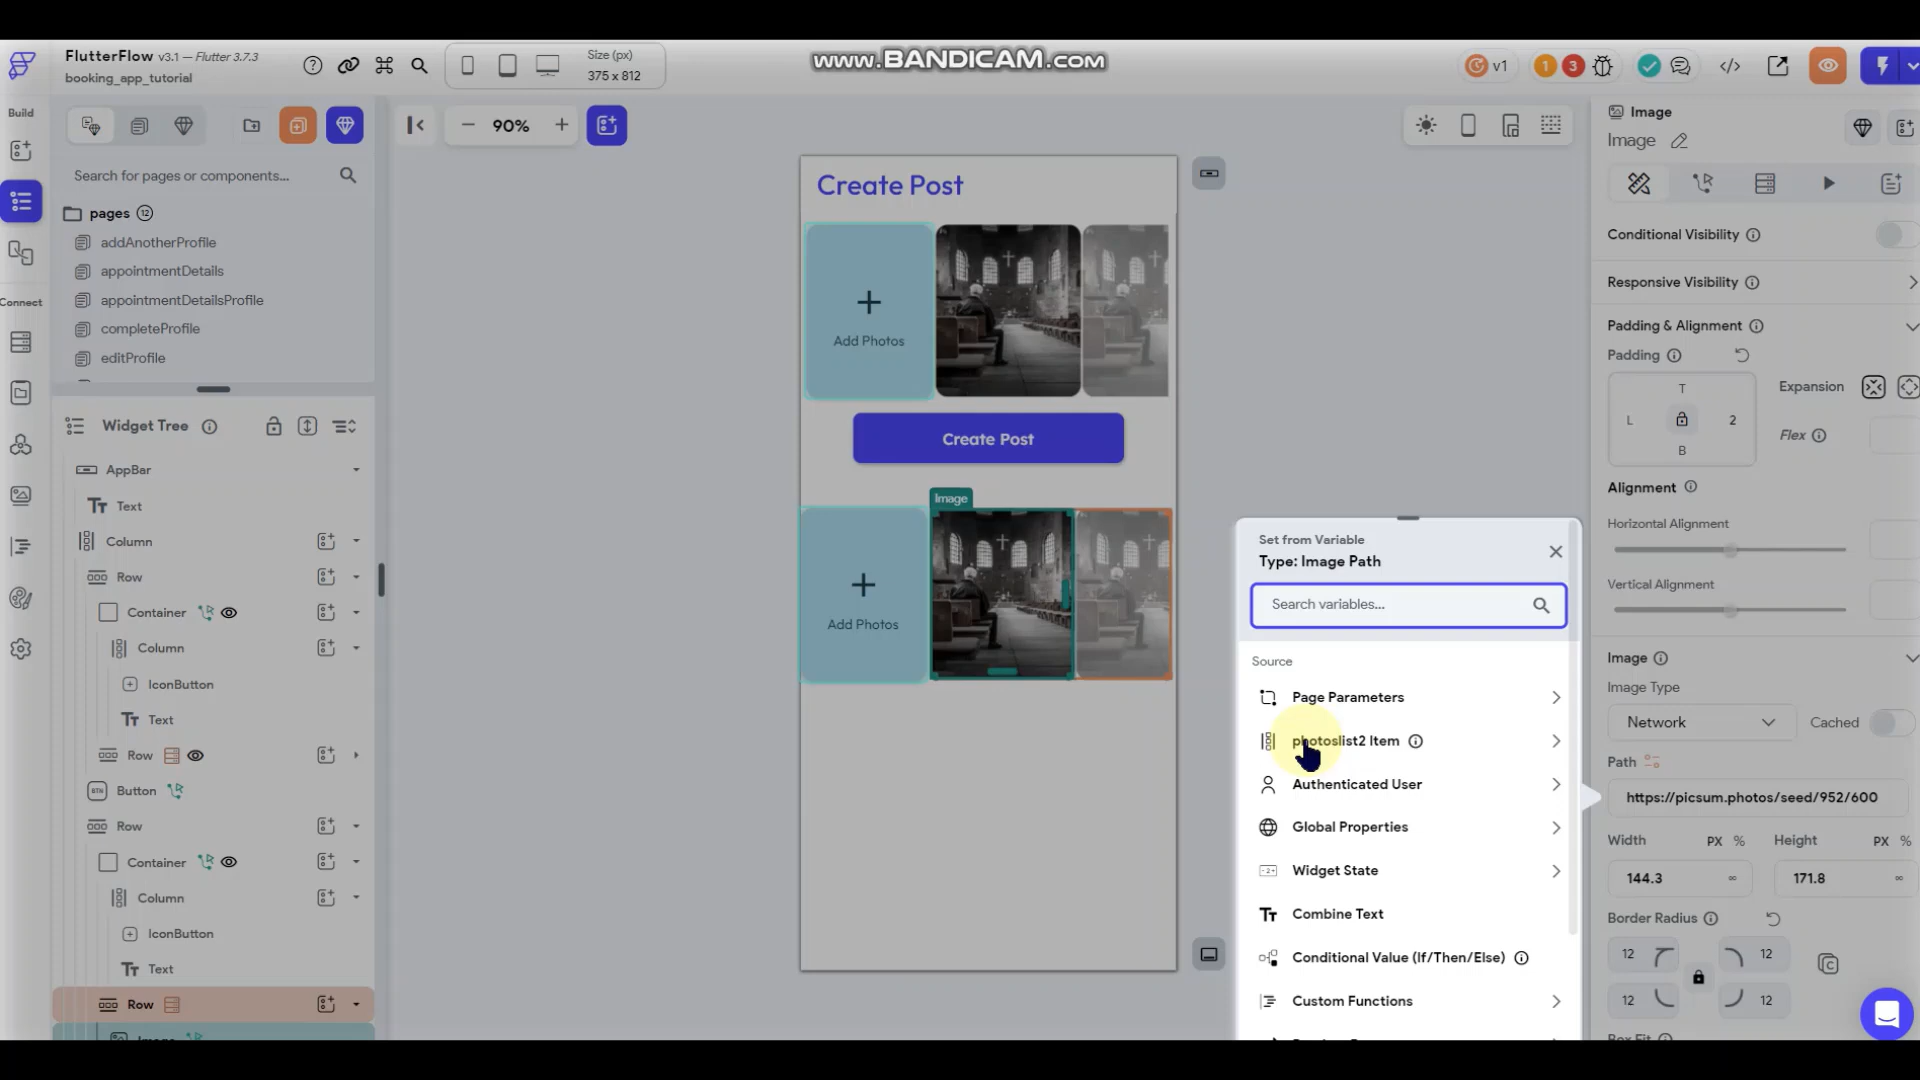 www.BANDICAM.com
FlutterFlow v3.1 — Flutter 3.7.3
booking_app_tutorial
Size (px)
375 x 812
v1
1
3
Build
Connect
Search for pages or components...
pages 12
addAnotherProfile
appointmentDetails
appointmentDetailsProfile
completeProfile
editProfile
Widget Tree
AppBar
Text
Column
Row
Container
Column
IconButton
Text
Row
Button
BTN
Row
Container
Column
IconButton
Text
Row
90%
Create Post
Add Photos
Create Post
Image
Add Photos
Set from Variable
Type: Image Path
Search variables...
Source
Page Parameters
photoslist2 Item
Authenticated User
Global Properties
Widget State
Combine Text
Conditional Value (If/Then/Else)
Custom Functions
Image
Image
Conditional Visibility
Responsive Visibility
Padding & Alignment
Padding
T
L
2
B
Expansion
Flex
Alignment
Horizontal Alignment
Vertical Alignment
Image
Image Type
Network
Cached
Path
https://picsum.photos/seed/952/600
Width PX %
Height PX %
144.3 ∞
171.8 ∞
Border Radius
12
12
12
12